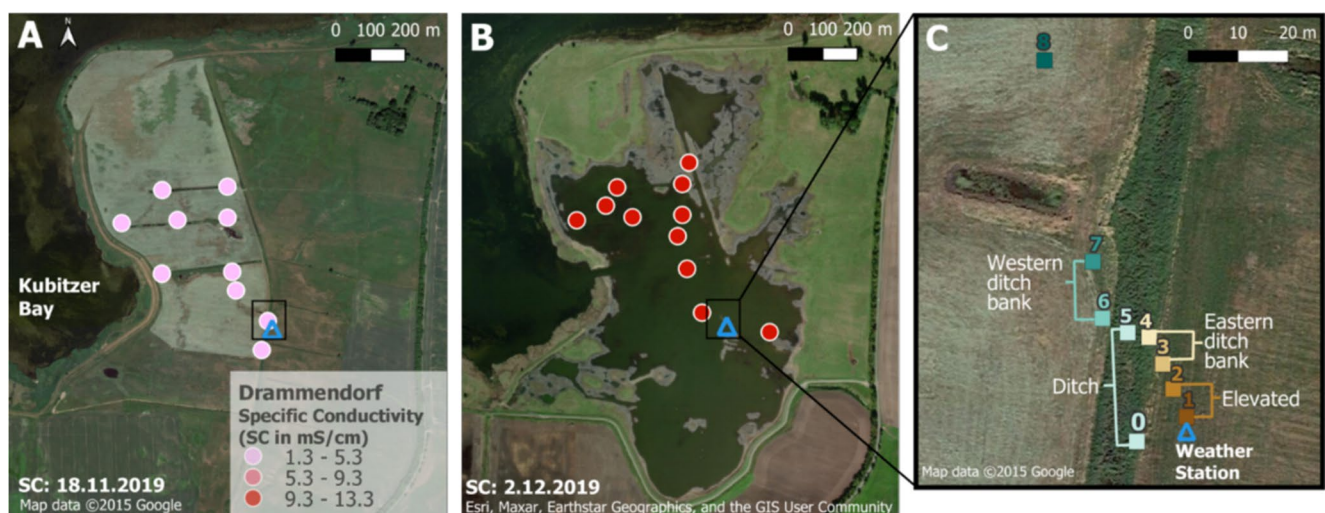 A
N
0 100 200 m
Kubitzer
Bay
Drammendorf
Specific Conductivity
(SC in mS/cm)
1.3 - 5.3
5.3 - 9.3
9.3 - 13.3
SC: 18.11.2019
Map data ©2015 Google
B
0 100 200 m
SC: 2.12.2019
Esri, Maxar, Earthstar Geographics, and the GIS User Community
C
0 10 20 m
8
7
Western
ditch
bank
6
5
4
Eastern
ditch
bank
3
2
Ditch
Elevated
1
0
Weather
Station
Map data ©2015 Google